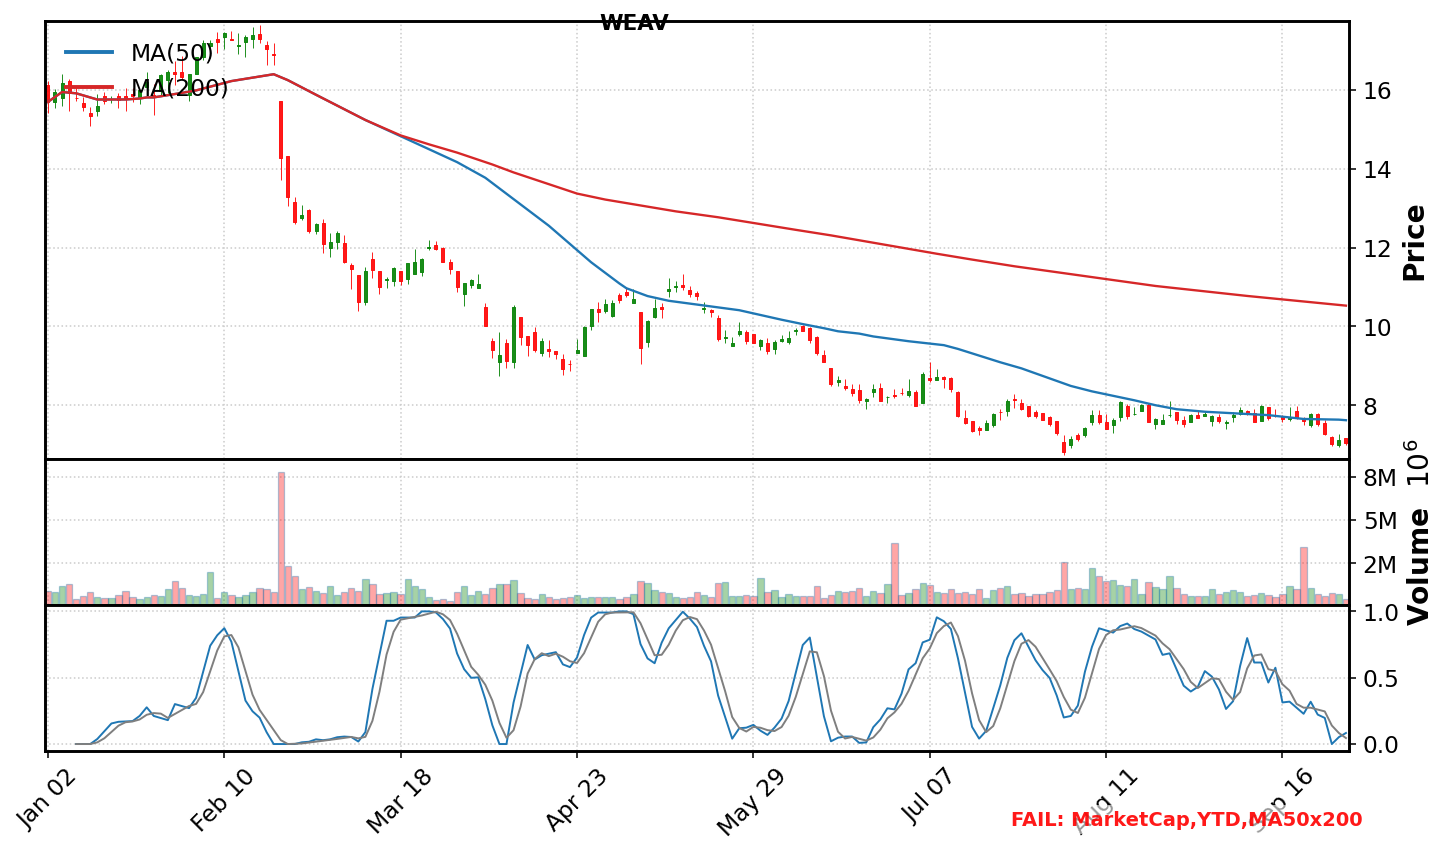 WEAV
MA(50)
MA(200)
16
14
12
10
8
Price
8M
5M
2M
Volume 10^6
1.0
0.5
0.0
Jan 02
Feb 10
Mar 18
Apr 23
May 29
Jul 07
Aug 11
Sep 16
FAIL: MarketCap,YTD,MA50x200